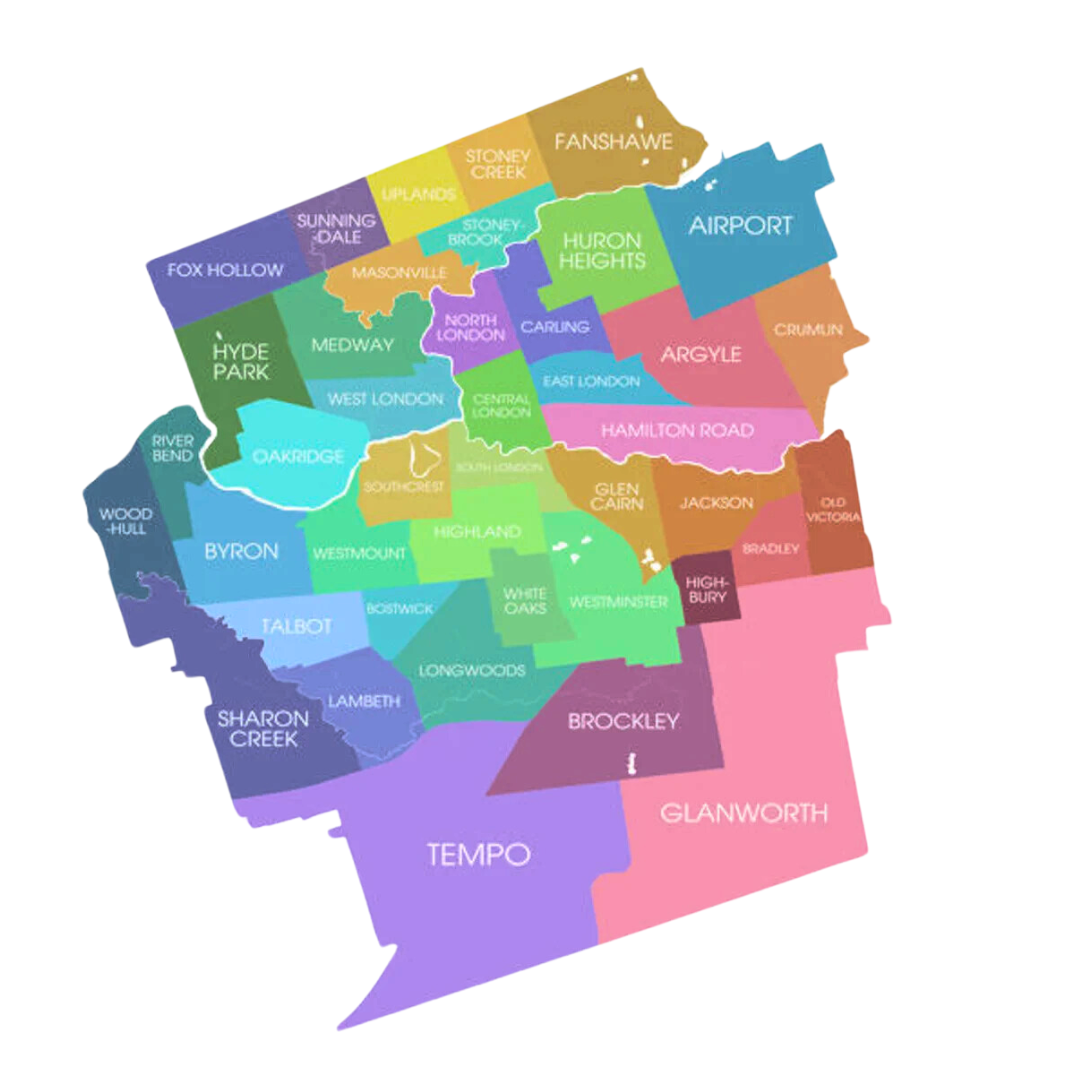 FANSHAWE
STONEY
CREEK
UPLANDS
SUNNING
-DALE
STONEY-
BROOK
AIRPORT
HURON
HEIGHTS
FOX HOLLOW
MASONVILLE
NORTH
LONDON
CARLING
CRUMLIN
MEDWAY
ARGYLE
HYDE
PARK
EAST LONDON
WEST LONDON
CENTRAL
LONDON
HAMILTON ROAD
RIVER
BEND
OAKRIDGE
SOUTH LONDON
SOUTHCREST
GLEN
CAIRN
JACKSON
OLD
VICTORIA
WOOD
-HULL
BYRON
WESTMOUNT
HIGHLAND
BRADLEY
HIGH-
BURY
WHITE
OAKS
WESTMINSTER
BOSTWICK
TALBOT
LONGWOODS
LAMBETH
SHARON
CREEK
BROCKLEY
GLANWORTH
TEMPO